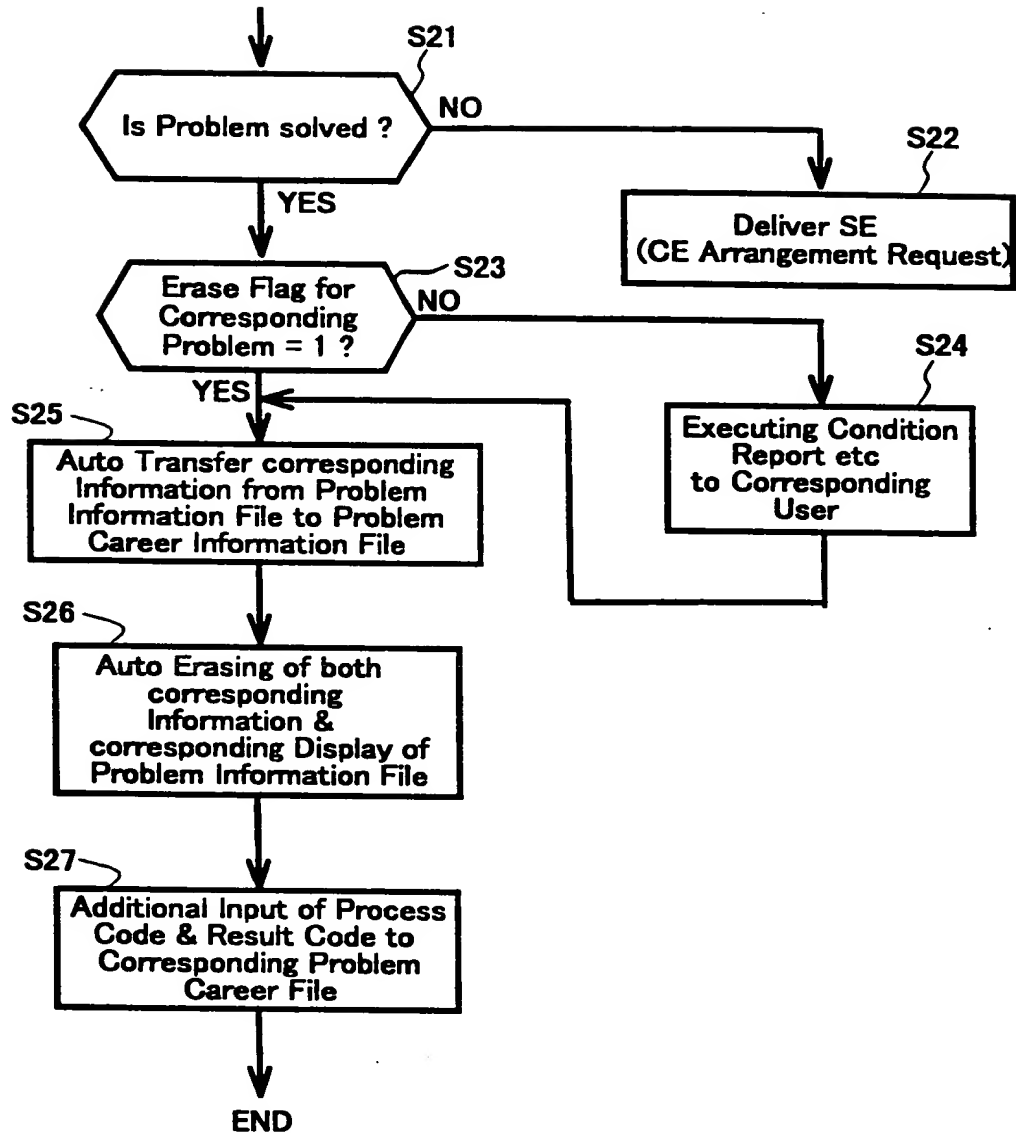 S21
Is Problem solved ?
NO
YES
S22
Deliver SE
(CE Arrangement Request)
S23
Erase Flag for
Corresponding
Problem = 1 ?
NO
YES
S24
Executing Condition
Report etc
to Corresponding
User
S25
Auto Transfer corresponding
Information from Problem
Information File to Problem
Career Information File
S26
Auto Erasing of both
corresponding
Information &
corresponding Display of
Problem Information File
S27
Additional Input of Process
Code & Result Code to
Corresponding Problem
Career File
END